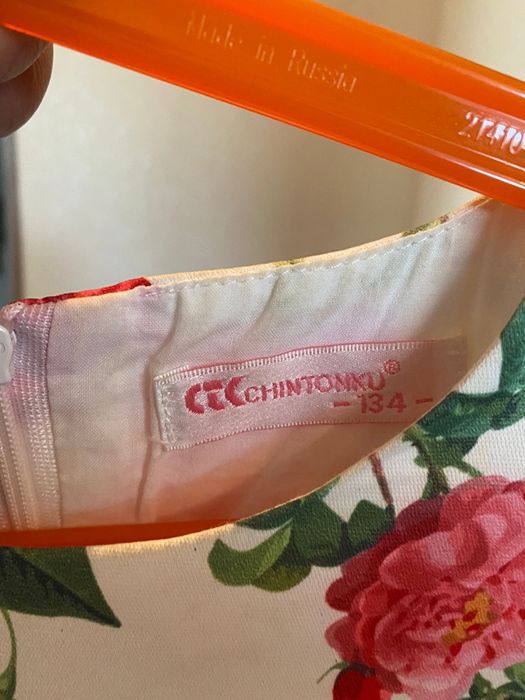 Made in Russia
CTC CHINTONKU®
- 134 -